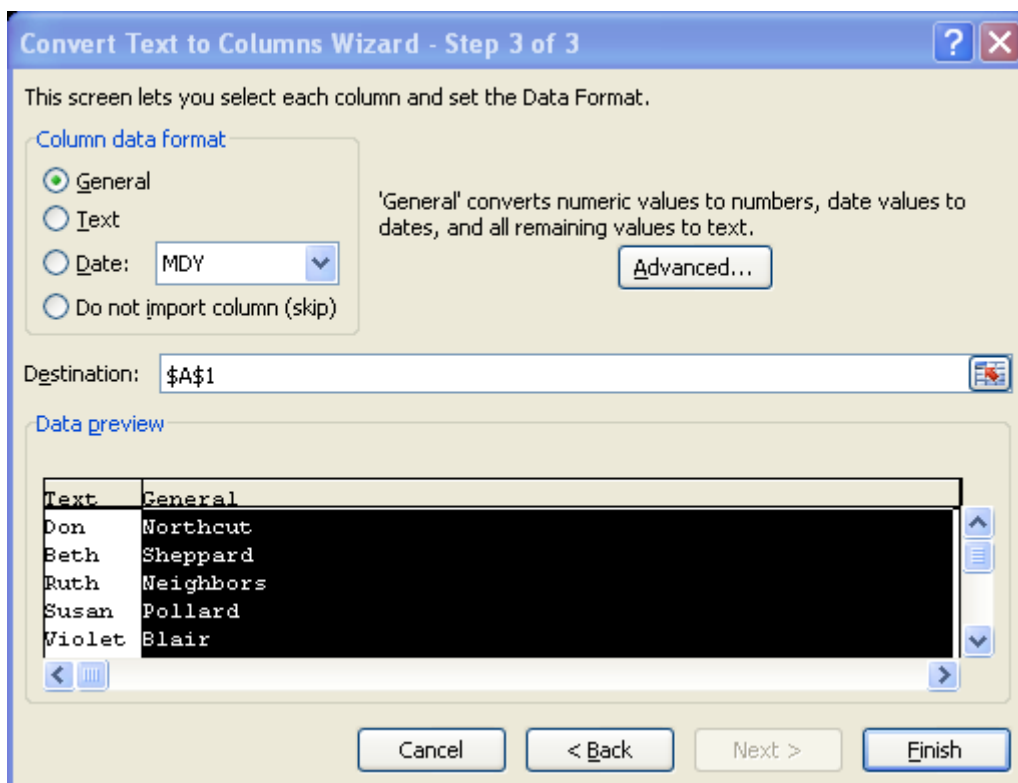 Convert Text to Columns Wizard - Step 3 of 3
This screen lets you select each column and set the Data Format.
Column data format
General
Text
Date: MDY
Do not import column (skip)
'General' converts numeric values to numbers, date values to
dates, and all remaining values to text.
Advanced...
Destination: $A$1
Data preview
Text General
Don Northcut
Beth Sheppard
Ruth Neighbors
Susan Pollard
Violet Blair
Cancel < Back Next > Finish